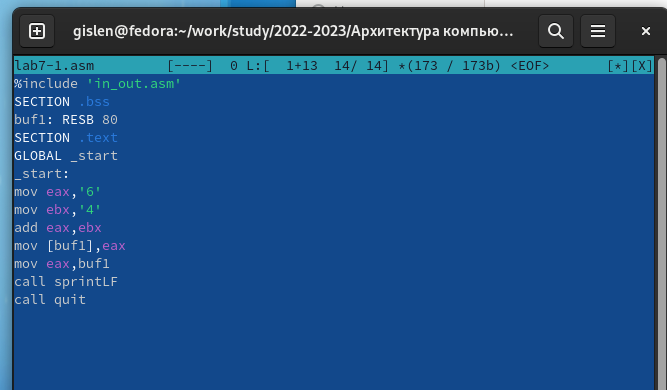 gislen@fedora:~/work/study/2022-2023/Архитектура компью...
lab7-1.asm [----] 0 L:[ 1+13 14/ 14] *(173 / 173b) <EOF> [*][X]
%include 'in_out.asm'
SECTION .bss
buf1: RESB 80
SECTION .text
GLOBAL _start
_start:
mov eax,'6'
mov ebx,'4'
add eax,ebx
mov [buf1],eax
mov eax,buf1
call sprintLF
call quit